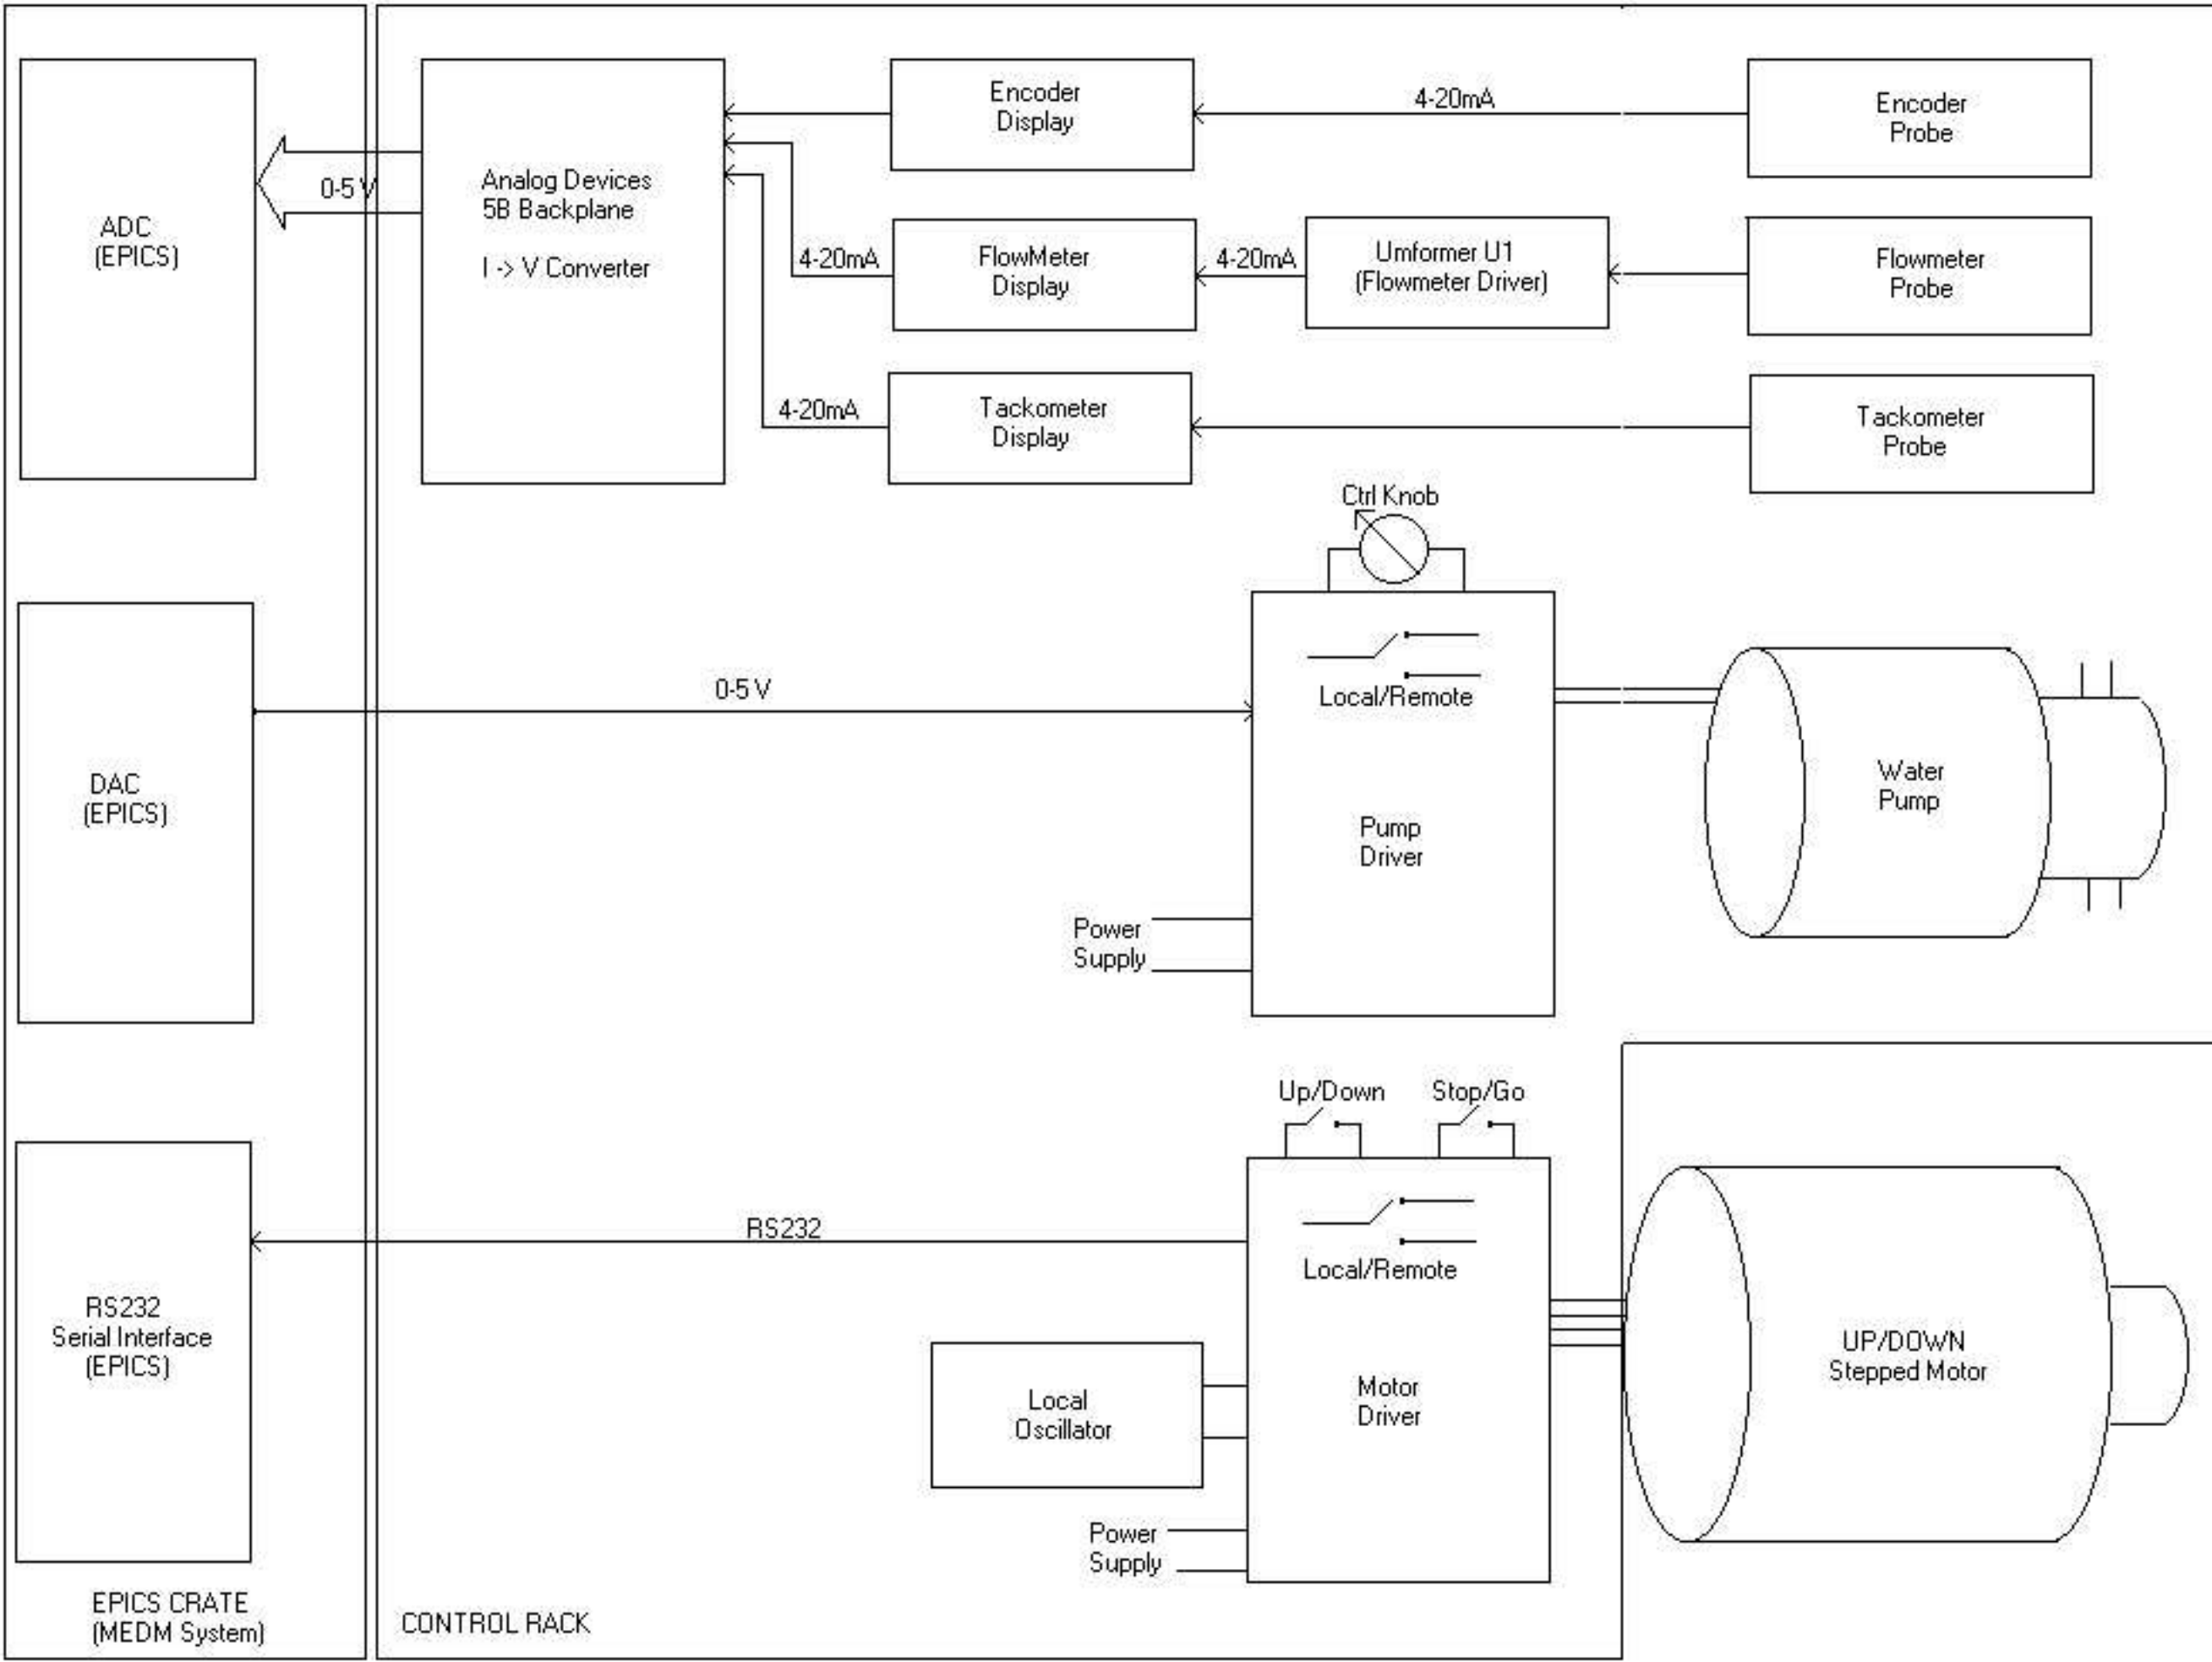 ADC
(EPICS)
0-5 V
Analog Devices
5B Backplane
I -> V Converter
Encoder
Display
4-20mA
Encoder
Probe
4-20mA
FlowMeter
Display
4-20mA
Umformer U1
(Flowmeter Driver)
Flowmeter
Probe
4-20mA
Tackometer
Display
Tackometer
Probe
Ctrl Knob
DAC
(EPICS)
0-5 V
Local/Remote
Pump
Driver
Power
Supply
Water
Pump
Up/Down
Stop/Go
RS232
Serial Interface
(EPICS)
RS232
Local/Remote
Local
Oscillator
Motor
Driver
Power
Supply
UP/DOWN
Stepped Motor
EPICS CRATE
(MEDM System)
CONTROL RACK